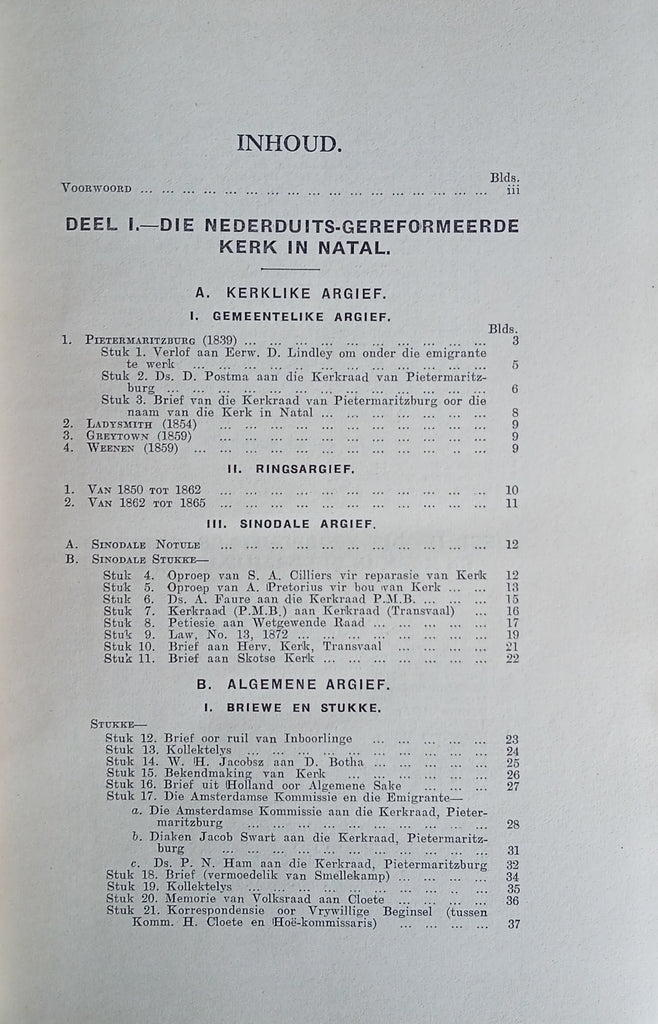 INHOUD.
Blds.
VOORWOORD ... ... ... ... ... ... ... ... ... ... ... ... ... ... ... ... ... iii
DEEL I.—DIE NEDERDUITS-GEREFORMEERDE
KERK IN NATAL.
A. KERKLIKE ARGIEF.
I. GEMEENTELIKE ARGIEF.
Blds.
1. PIETERMARITZBURG (1839) ... ... ... ... ... ... ... ... ... ... ... ... 3
Stuk 1. Verlof aan Eerw. D. Lindley om onder die emigrante
te werk ... ... ... ... ... ... ... ... ... ... ... ... ... ... 5
Stuk 2. Ds. D. Postma aan die Kerkraad van Pietermaritz-
burg ... ... ... ... ... ... ... ... ... ... ... ... ... ... ... 6
Stuk 3. Brief van die Kerkraad van Pietermaritzburg oor die
naam van die Kerk in Natal ... ... ... ... ... ... ... ... 8
2. LADYSMITH (1854) ... ... ... ... ... ... ... ... ... ... ... ... ... 9
3. GREYTOWN (1859) ... ... ... ... ... ... ... ... ... ... ... ... ... 9
4. WEENEN (1859) ... ... ... ... ... ... ... ... ... ... ... ... .. ... 9
II. RINGSARGIEF.
1. VAN 1850 TOT 1862 ... ... ... ... ... ... ... ... ... ... ... ... ... 10
2. VAN 1862 TOT 1865 ... ... ... ... ... ... ... ... ... ... ... ... ... 11
III. SINODALE ARGIEF.
A. SINODALE NOTULE ... ... ... ... ... ... ... ... ... ... ... ... ... 12
B. SINODALE STUKKE—
Stuk 4. Oproep van S. A. Cilliers vir reparasie van Kerk 12
Stuk 5. Oproep van A. Pretorius vir bou van Kerk ... ... 13
Stuk 6. Ds. A. Faure aan die Kerkraad P.M.B. ... ... ... 15
Stuk 7. Kerkraad (P.M.B.) aan Kerkraad (Transvaal) ... 16
Stuk 8. Petiesie aan Wetgewende Raad ... ... ... ... ... ... 17
Stuk 9. Law, No. 13, 1872 ... ... ... ... ... ... ... ... ... 19
Stuk 10. Brief aan Herv. Kerk, Transvaal ... ... ... ... ... 21
Stuk 11. Brief aan Skotse Kerk ... ... ... ... ... ... ... ... 22
B. ALGEMENE ARGIEF.
I. BRIEWE EN STUKKE.
STUKKE—
Stuk 12. Brief oor ruil van Inboorlinge ... ... ... ... ... ... 23
Stuk 13. Kollektelys ... ... ... ... ... ... ... ... ... ... ... ... 24
Stuk 14. W. H. Jacobsz aan D. Botha ... ... ... ... ... ... 25
Stuk 15. Bekendmaking van Kerk ... ... ... ... ... ... ... 26
Stuk 16. Brief uit Holland oor Algemene Sake ... ... ... ... 27
Stuk 17. Die Amsterdamse Kommissie en die Emigrante—
a. Die Amsterdamse Kommissie aan die Kerkraad, Pieter-
maritzburg ... ... ... ... ... ... ... ... ... ... ... ... 28
b. Diaken Jacob Swart aan die Kerkraad, Pietermaritz-
burg ... ... ... ... ... ... ... ... ... ... ... ... ... 31
c. Ds. P. N. Ham aan die Kerkraad, Pietermaritzburg 32
Stuk 18. Brief (vermoedelik van Smellekamp) ... ... ... ... 34
Stuk 19. Kollektelys ... ... ... ... ... ... ... ... ... .. ... ... 35
Stuk 20. Memorie van Volksraad aan Cloete ... ... ... ... ... 36
Stuk 21. Korrespondensie oor Vrywillige Beginsel (tussen
Komm. H. Cloete en Hoë-kommissaris) ... ... ... ... 37